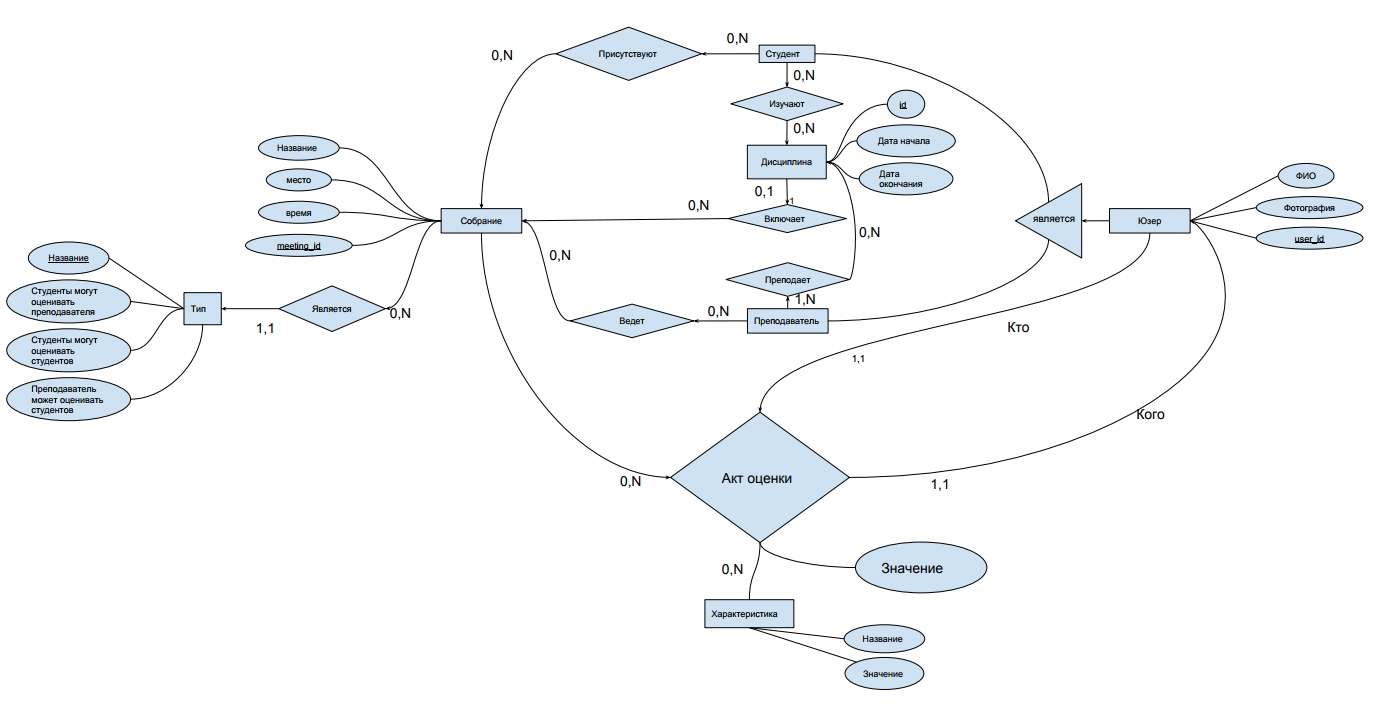 0,N
Студент
0,N
Присутствуют
0,N
Изучают
id
0,N
Дата начала
Название
Дисциплина
Дата
окончания
ФИО
место
0,1
0,N
1
Фотография
время
Собрание
Включает
является
Юзер
0,N
user_id
meeting_id
0,N
Название
Преподает
Студенты могут
оценивать
преподавателя
Тип
Является
0,N
1,N
0,N
Ведет
Преподаватель
1,1
Кто
Студенты могут
оценивать
студентов
1,1
Преподаватель
может оценивать
студентов
Кого
0,N
Акт оценки
1,1
0,N
Значение
Характеристика
Название
Значение